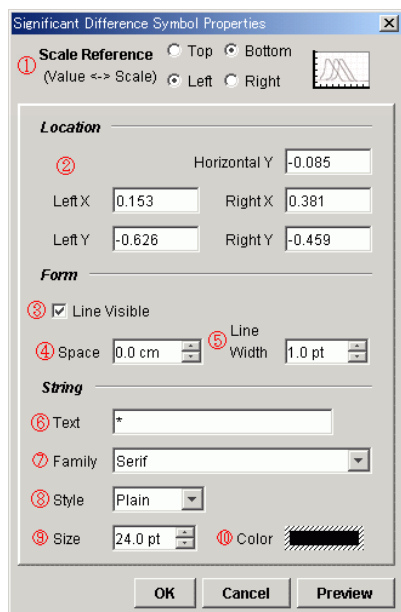 Significant Difference Symbol Properties
① Scale Reference Top Bottom
(Value <-> Scale) Left Right
Location
② Horizontal Y -0.085
Left X 0.153 Right X 0.381
Left Y -0.626 Right Y -0.459
Form
③ Line Visible
④ Space 0.0 cm ⑤ Line Width 1.0 pt
String
⑥ Text *
⑦ Family Serif
⑧ Style Plain
⑨ Size 24.0 pt ⑩ Color
OK Cancel Preview